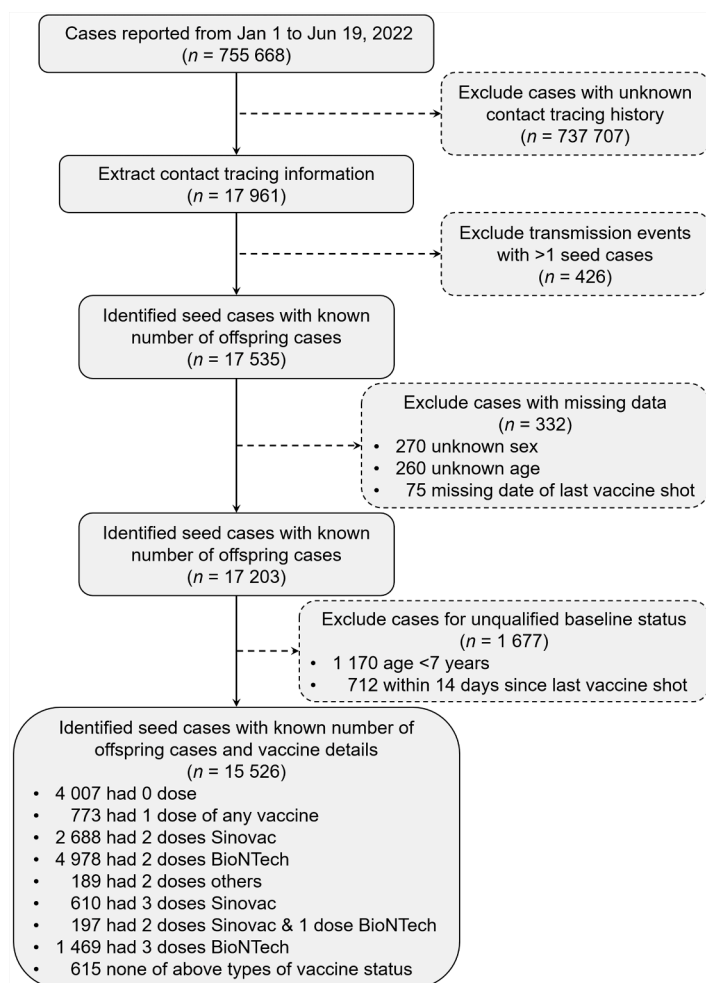 Cases reported from Jan 1 to Jun 19, 2022
(n = 755 668)
Exclude cases with unknown
contact tracing history
(n = 737 707)
Extract contact tracing information
(n = 17 961)
Exclude transmission events
with >1 seed cases
(n = 426)
Identified seed cases with known
number of offspring cases
(n = 17 535)
Exclude cases with missing data
(n = 332)
• 270 unknown sex
• 260 unknown age
• 75 missing date of last vaccine shot
Identified seed cases with known
number of offspring cases
(n = 17 203)
Exclude cases for unqualified baseline status
(n = 1 677)
• 1 170 age <7 years
• 712 within 14 days since last vaccine shot
Identified seed cases with known number of
offspring cases and vaccine details
(n = 15 526)
• 4 007 had 0 dose
• 773 had 1 dose of any vaccine
• 2 688 had 2 doses Sinovac
• 4 978 had 2 doses BioNTech
• 189 had 2 doses others
• 610 had 3 doses Sinovac
• 197 had 2 doses Sinovac & 1 dose BioNTech
• 1 469 had 3 doses BioNTech
• 615 none of above types of vaccine status